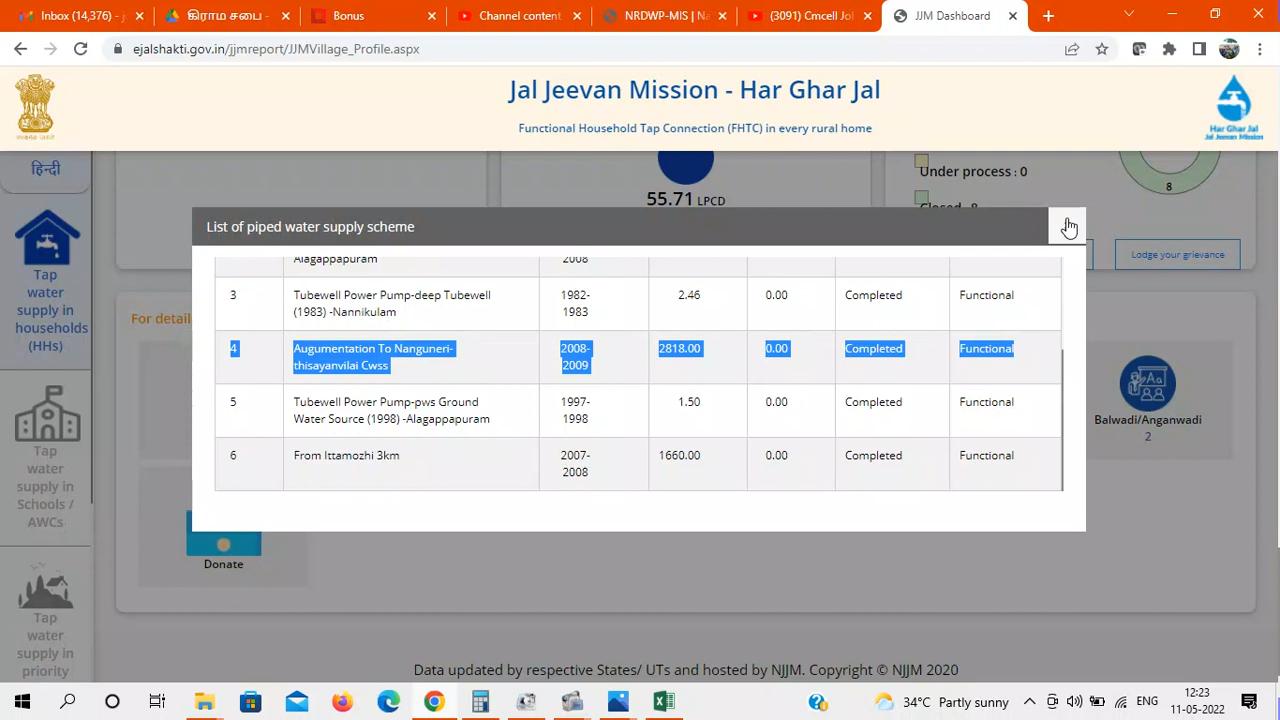 Inbox (14,376) - j
கிராம சபை -
Bonus
Channel content
NRDWP-MIS | Na
(3091) Cmcell Jol
JJM Dashboard
ejalshakti.gov.in/jjmreport/JJMVillage_Profile.aspx
Jal Jeevan Mission - Har Ghar Jal
Functional Household Tap Connection (FHTC) in every rural home
Har Ghar Jal
Jal Jeevan Mission
हिन्दी
Under process : 0
8
55.71 LPCD
List of piped water supply scheme
Lodge your grievance
Alagappapuram 2008
3 Tubewell Power Pump-deep Tubewell 1982- 2.46 0.00 Completed Functional
(1983) -Nannikulam 1983
4 Augumentation To Nanguneri- 2008- 2818.00 0.00 Completed Functional
thisayanvilai Cwss 2009
5 Tubewell Power Pump-pws Ground 1997- 1.50 0.00 Completed Functional
Water Source (1998) -Alagappapuram 1998
6 From Ittamozhi 3km 2007- 1660.00 0.00 Completed Functional
2008
Tap
water
supply in
households
(HHs)
For detail
Balwadi/Anganwadi
2
Tap
water
supply in
Schools /
AWCs
Donate
Tap
water
supply in
priority
Data updated by respective States/ UTs and hosted by NJJM. Copyright © NJJM 2020
34°C Partly sunny
ENG
2:23
11-05-2022